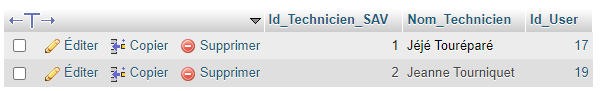 Id_Technicien_SAV Nom_Technicien Id_User
Éditer Copier Supprimer 1 Jéjé Touréparé 17
Éditer Copier Supprimer 2 Jeanne Tourniquet 19